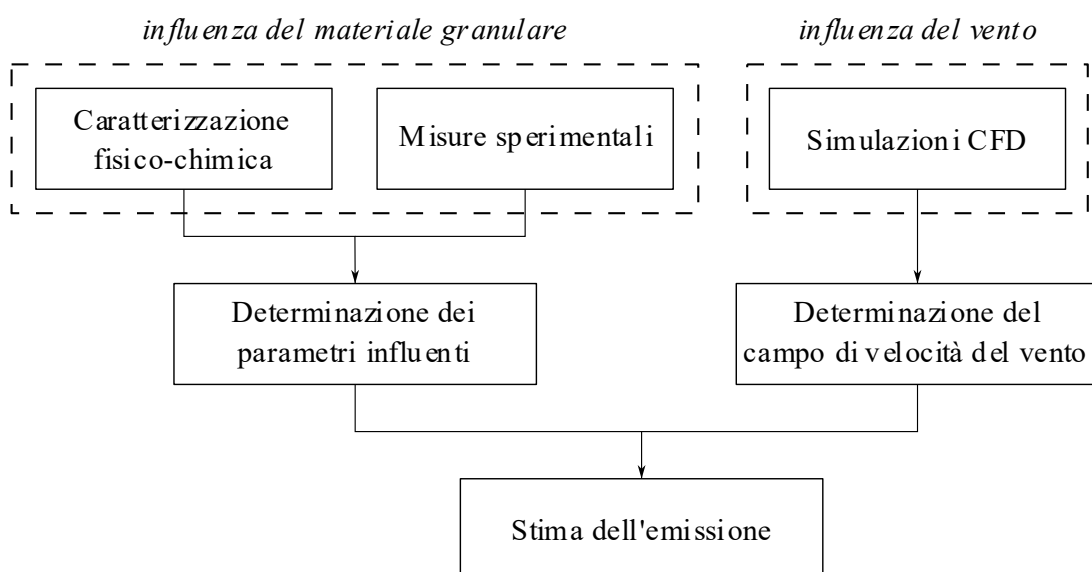 influenza del materiale granulare
influenza del vento
Caratterizzazione
fisico-chimica
Misure sperimentali
Simulazioni CFD
Determinazione dei
parametri influenti
Determinazione del
campo di velocità del vento
Stima dell'emissione